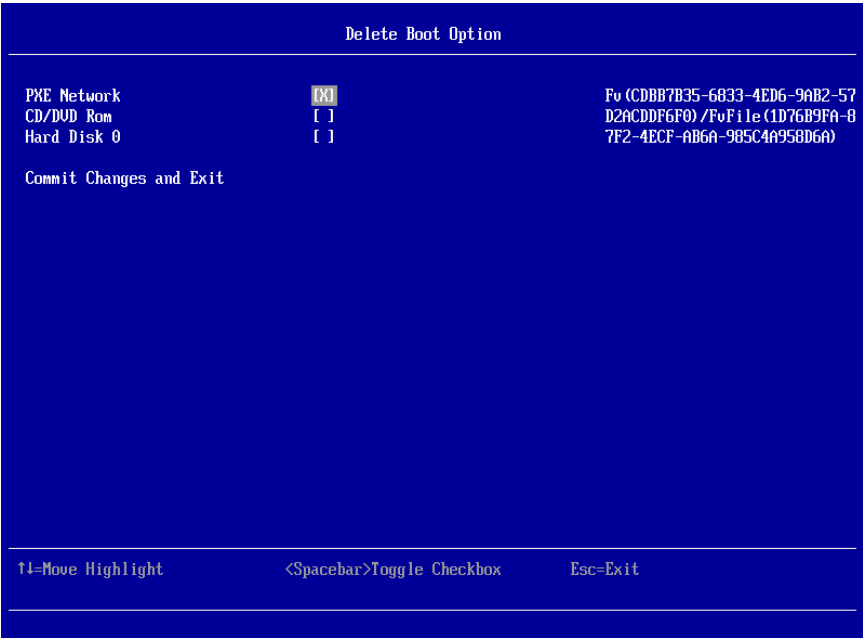 Delete Boot Option
PXE Network [X] Fv(CDBB7B35-6833-4ED6-9AB2-57
CD/DVD Rom [ ] D2ACDDF6F0)/FvFile(1D76B9FA-8
Hard Disk 0 [ ] 7F2-4ECF-AB6A-985C4A958D6A)
Commit Changes and Exit
↑↓=Move Highlight <Spacebar>Toggle Checkbox Esc=Exit